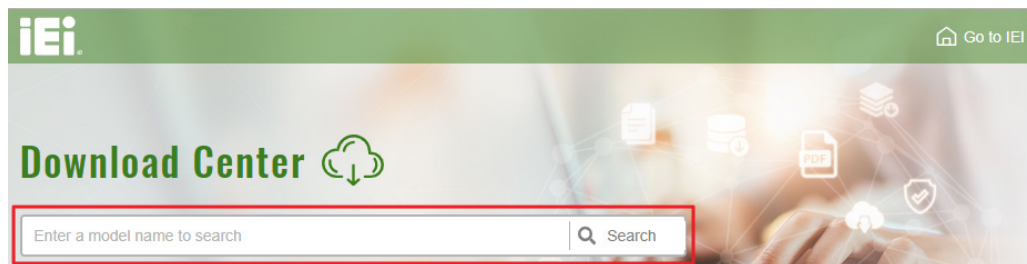 iEi
Go to IEI
Download Center
PDF
Enter a model name to search
Search